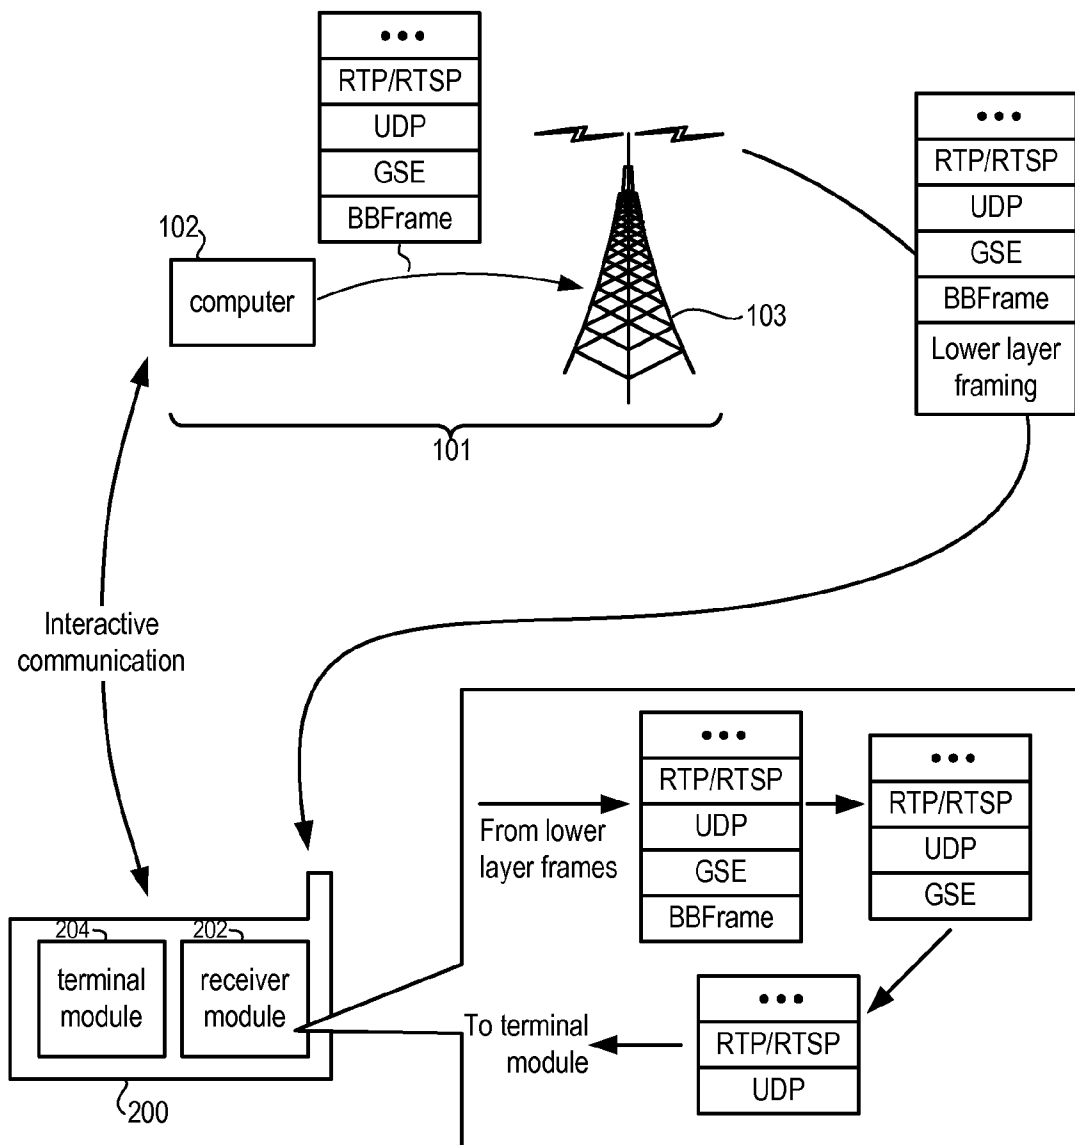 •••
RTP/RTSP
UDP
GSE
BBFrame
102
computer
103
101
•••
RTP/RTSP
UDP
GSE
BBFrame
Lower layer
framing
Interactive
communication
From lower
layer frames
•••
RTP/RTSP
UDP
GSE
BBFrame
•••
RTP/RTSP
UDP
GSE
•••
RTP/RTSP
UDP
To terminal
module
204
terminal
module
202
receiver
module
200